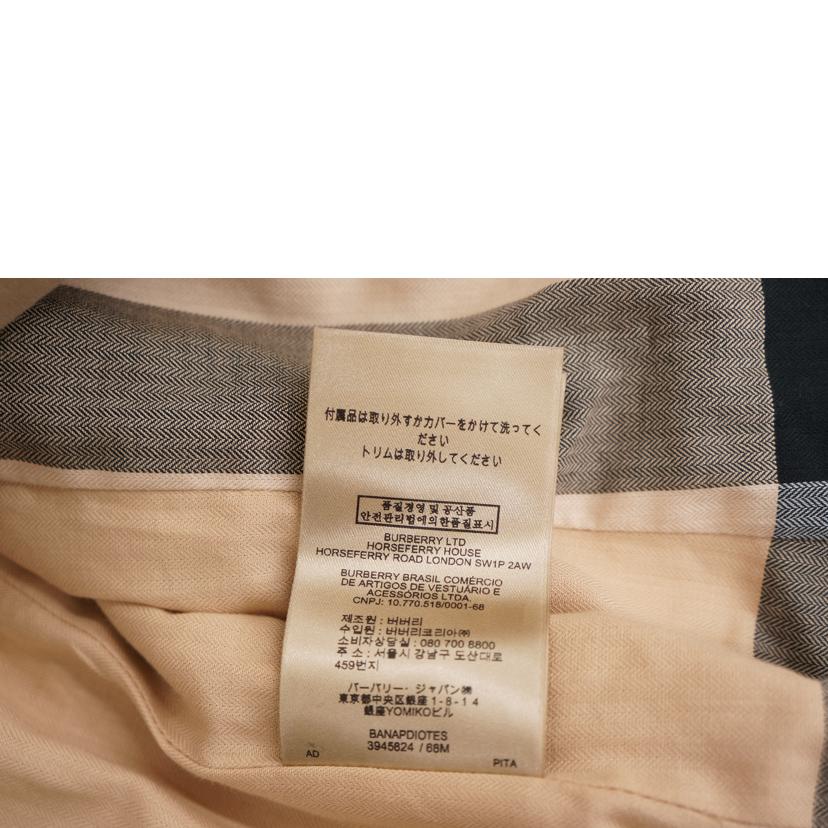 付属品は取り外すかカバーをかけて洗ってく
ださい
トリムは取り外してください
품질경영 및 공산품
안전관리법에의한품질표시
BURBERRY LTD
HORSEFERRY HOUSE
HORSEFERRY ROAD LONDON SW1P 2AW
BURBERRY BRASIL COMÉRCIO
DE ARTIGOS DE VESTUÁRIO E
ACESSÓRIOS LTDA.
CNPJ: 10.770.518/0001-68
제조원 : 버버리
수입원 : 버버리코리아㈜
소비자상담실 : 080 700 8800
주 소 : 서울시 강남구 도산대로
459번지
バーバリー・ジャパン㈱
東京都中央区銀座1-8-14
銀座YOMIKOビル
BANAPDIOTES
3945824 / 68M
AD
PITA